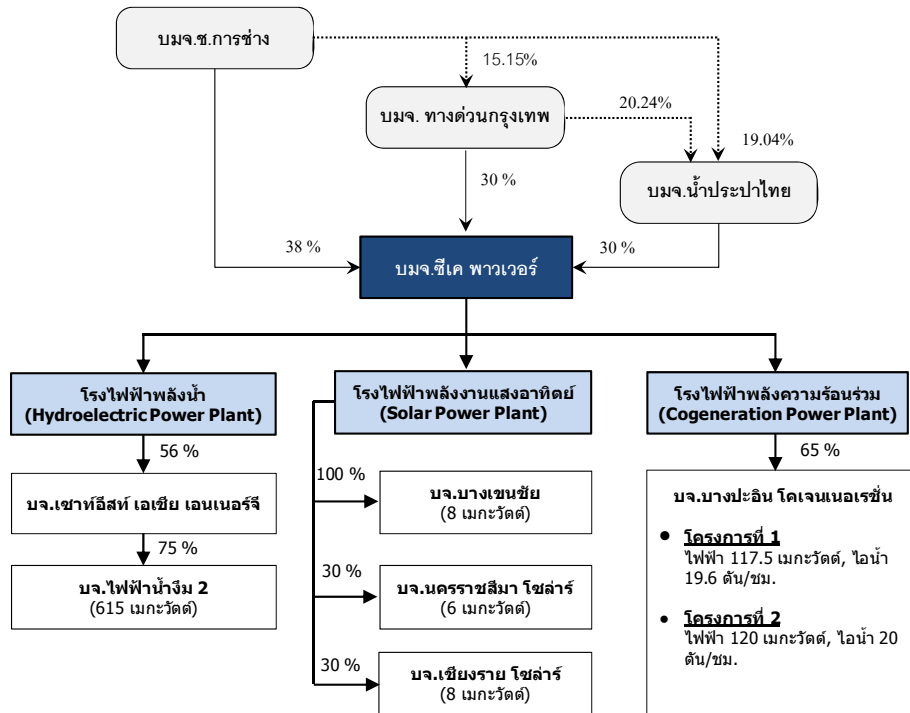 บมจ.ช.การช่าง
15.15%
บมจ. ทางด่วนกรุงเทพ
20.24%
19.04%
บมจ.น้ำประปาไทย
30 %
38 %
บมจ.ซีเค พาวเวอร์
30 %
โรงไฟฟ้าพลังน้ำ
(Hydroelectric Power Plant)
โรงไฟฟ้าพลังงานแสงอาทิตย์
(Solar Power Plant)
โรงไฟฟ้าพลังความร้อนร่วม
(Cogeneration Power Plant)
56 %
บจ.เซาท์อีสท์ เอเชีย เอนเนอร์จี
75 %
บจ.ไฟฟ้าน้ำงึม 2
(615 เมกะวัตต์)
100 %
บจ.บางเขนชัย
(8 เมกะวัตต์)
30 %
บจ.นครราชสีมา โซล่าร์
(6 เมกะวัตต์)
30 %
บจ.เชียงราย โซล่าร์
(8 เมกะวัตต์)
65 %
บจ.บางปะอิน โคเจนเนอเรชั่น
• โครงการที่ 1
ไฟฟ้า 117.5 เมกะวัตต์, ไอน้ำ
19.6 ตัน/ชม.
• โครงการที่ 2
ไฟฟ้า 120 เมกะวัตต์, ไอน้ำ 20
ตัน/ชม.